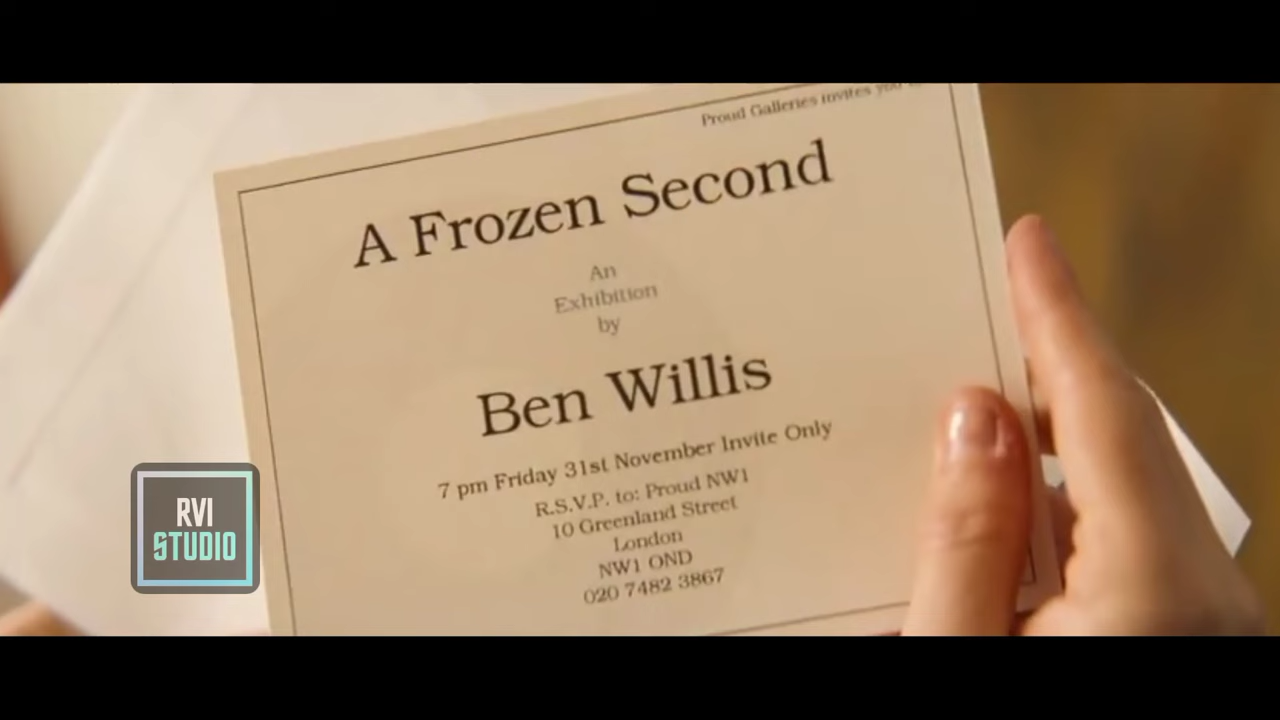 Proud Galleries invites you
A Frozen Second
An
Exhibition
by
Ben Willis
7 pm Friday 31st November Invite Only
R.S.V.P. to: Proud NW1
10 Greenland Street
London
NW1 OND
020 7482 3867
RVI
STUDIO